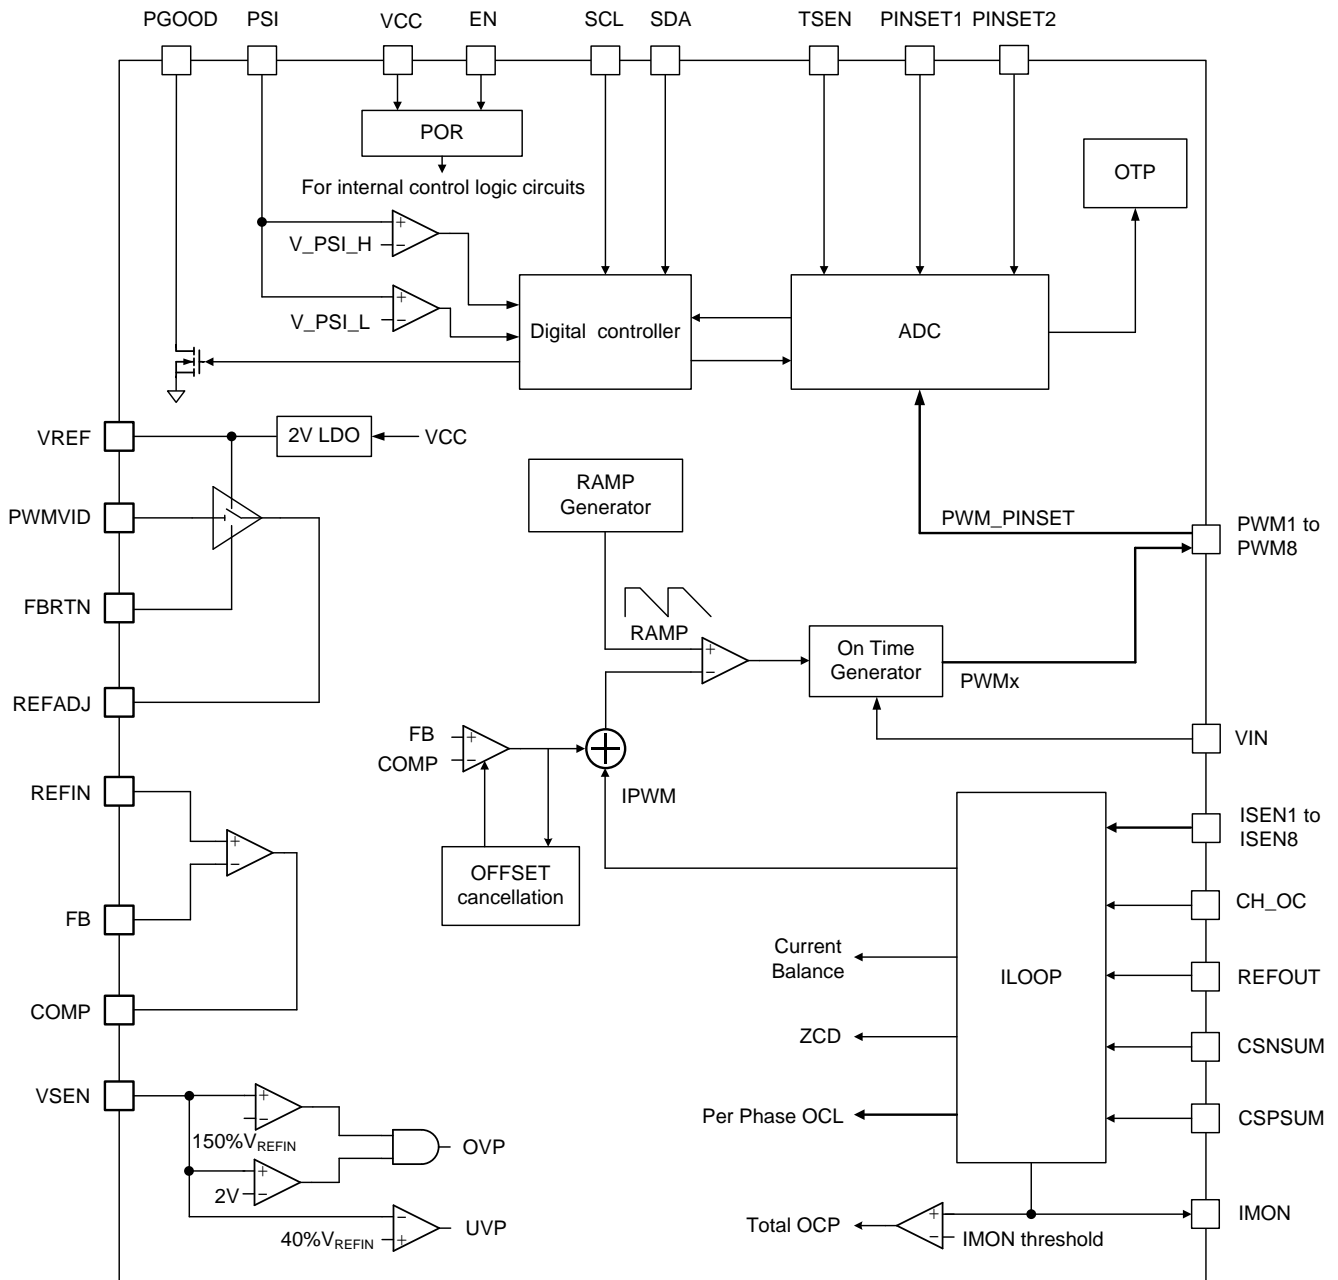 PGOOD PSI VCC EN SCL SDA TSEN PINSET1 PINSET2
POR
For internal control logic circuits
OTP
+
V_PSI_H −
+
V_PSI_L −
Digital controller
ADC
VREF
2V LDO
VCC
RAMP
Generator
PWMVID
PWM_PINSET
PWM1 to
PWM8
FBRTN
RAMP
+
−
On Time
Generator
PWMx
REFADJ
FB +
COMP −
VIN
REFIN
IPWM
+
−
OFFSET
cancellation
ISEN1 to
ISEN8
FB
CH_OC
Current
Balance
ILOOP
REFOUT
COMP
ZCD
CSNSUM
VSEN
+
−
150%VREFIN
OVP
Per Phase OCL
CSPSUM
+
2V −
−
40%VREFIN +
UVP
Total OCP
+
−
IMON threshold
IMON